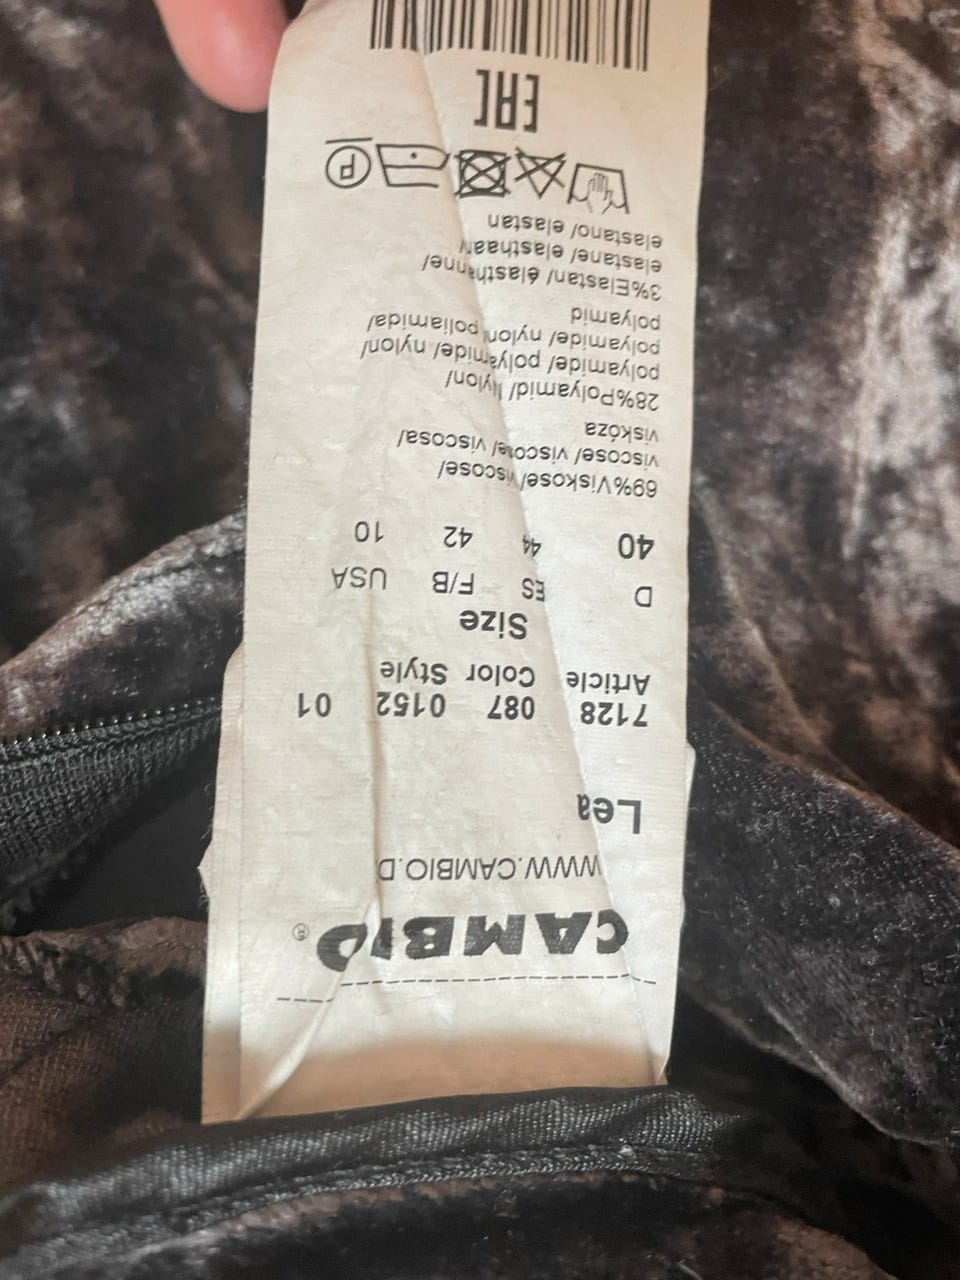 CAMBIO®
WWW.CAMBIO.D
Lea
7128 087 0152 01
Article Color Style
Size
D ES F/B USA
40 44 42 10
69%Viskose/viscose/
viscose/ viscose/ viscosa/
viskóza
28%Polyamid/ Nylon/
polyamide/ polyamide/ nylon/
polyamide/ nylon/ poliamida/
polyamid
3%Elastan/ élasthanne/
elastane/ elasthaan/
elastano/ elastan
P
EAC